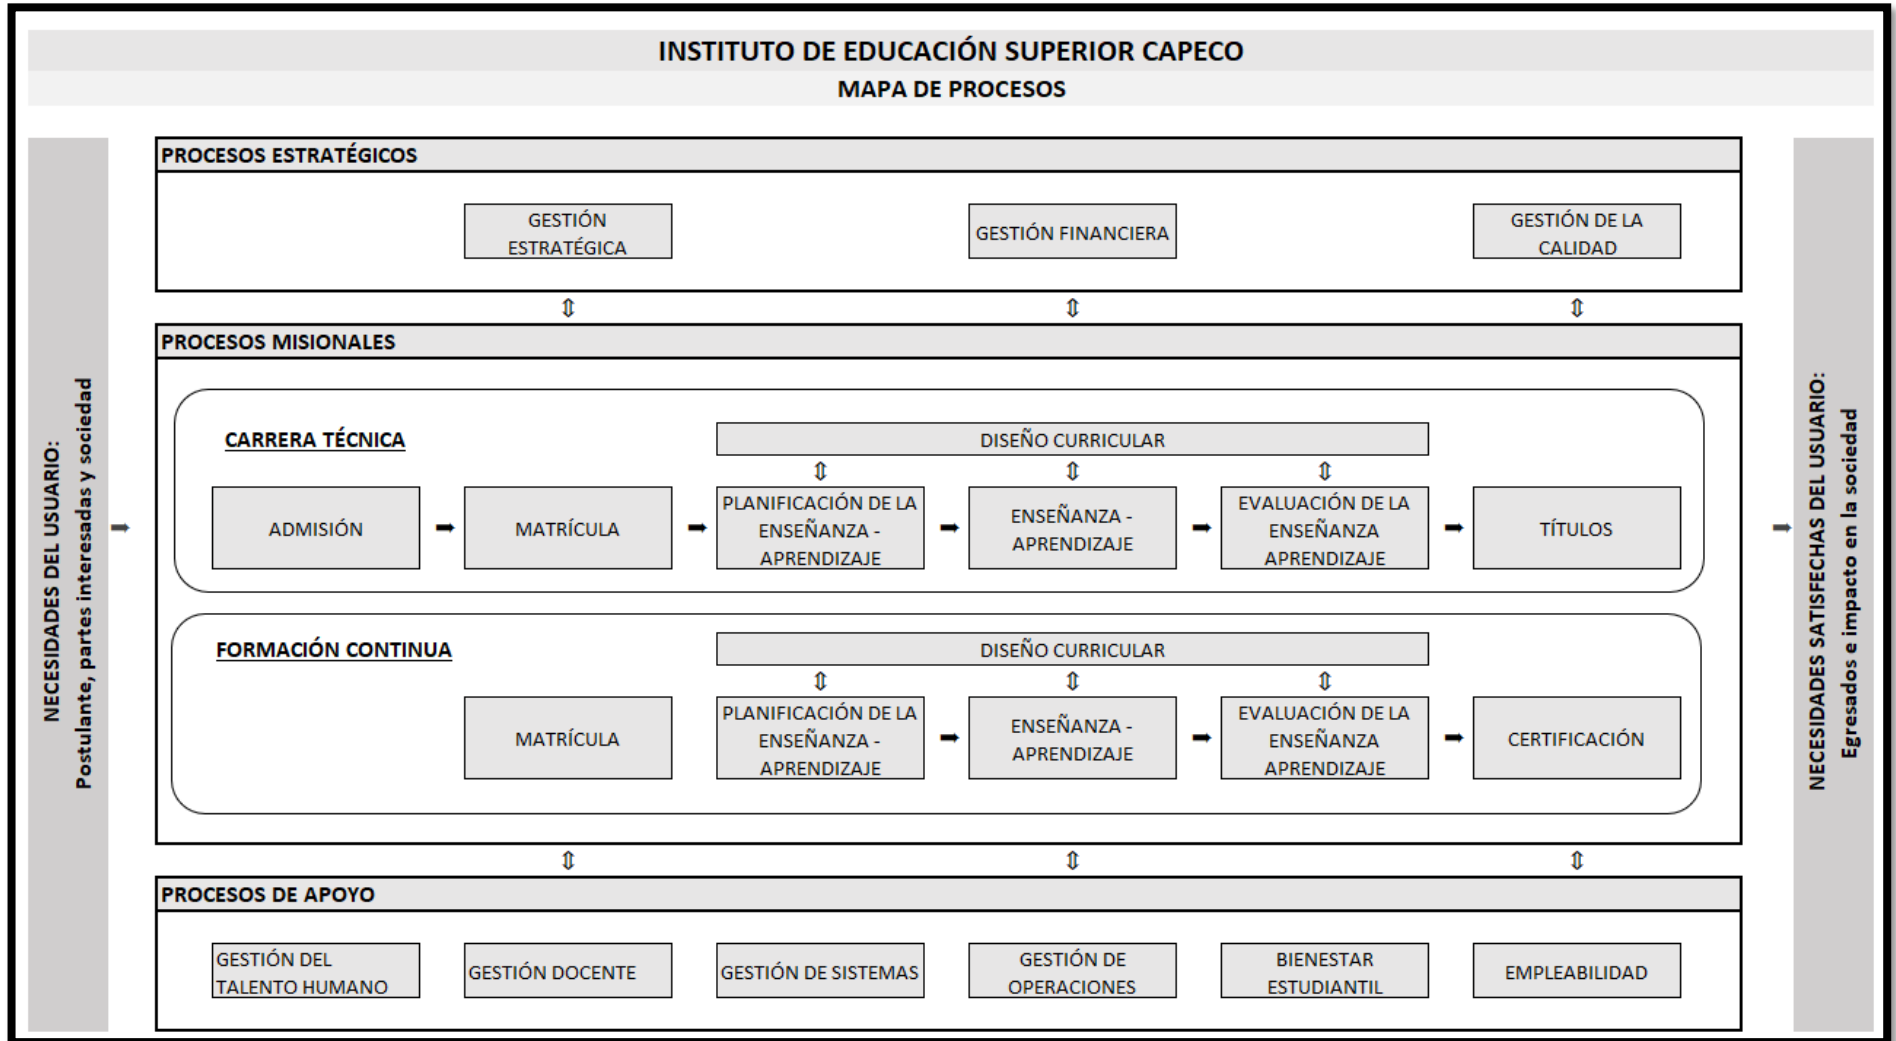 INSTITUTO DE EDUCACIÓN SUPERIOR CAPECO
MAPA DE PROCESOS
NECESIDADES DEL USUARIO:
Postulante, partes interesadas y sociedad
PROCESOS ESTRATÉGICOS
GESTIÓN
ESTRATÉGICA
GESTIÓN FINANCIERA
GESTIÓN DE LA
CALIDAD
PROCESOS MISIONALES
CARRERA TÉCNICA
DISEÑO CURRICULAR
ADMISIÓN
MATRÍCULA
PLANIFICACIÓN DE LA
ENSEÑANZA -
APRENDIZAJE
ENSEÑANZA -
APRENDIZAJE
EVALUACIÓN DE LA
ENSEÑANZA
APRENDIZAJE
TÍTULOS
FORMACIÓN CONTINUA
DISEÑO CURRICULAR
MATRÍCULA
PLANIFICACIÓN DE LA
ENSEÑANZA -
APRENDIZAJE
ENSEÑANZA -
APRENDIZAJE
EVALUACIÓN DE LA
ENSEÑANZA
APRENDIZAJE
CERTIFICACIÓN
PROCESOS DE APOYO
GESTIÓN DEL
TALENTO HUMANO
GESTIÓN DOCENTE
GESTIÓN DE SISTEMAS
GESTIÓN DE
OPERACIONES
BIENESTAR
ESTUDIANTIL
EMPLEABILIDAD
NECESIDADES SATISFECHAS DEL USUARIO:
Egresados e impacto en la sociedad